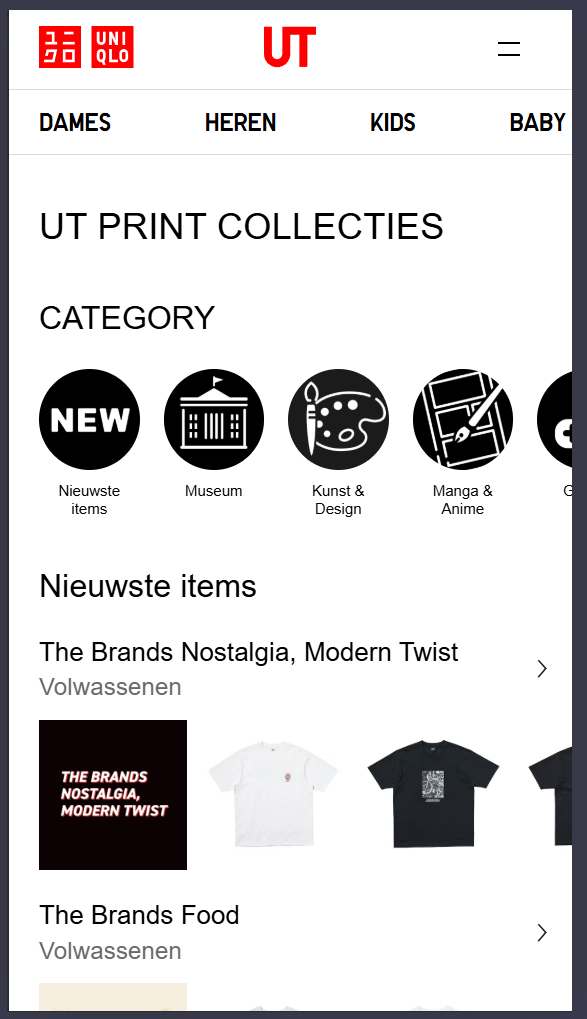 ユニ UNI
クロ QLO
UT
DAMES HEREN KIDS BABY
UT PRINT COLLECTIES
CATEGORY
NEW
Nieuwste
items
Museum
Kunst &
Design
Manga &
Anime
G
Nieuwste items
The Brands Nostalgia, Modern Twist
Volwassenen
THE BRANDS
NOSTALGIA,
MODERN TWIST
The Brands Food
Volwassenen